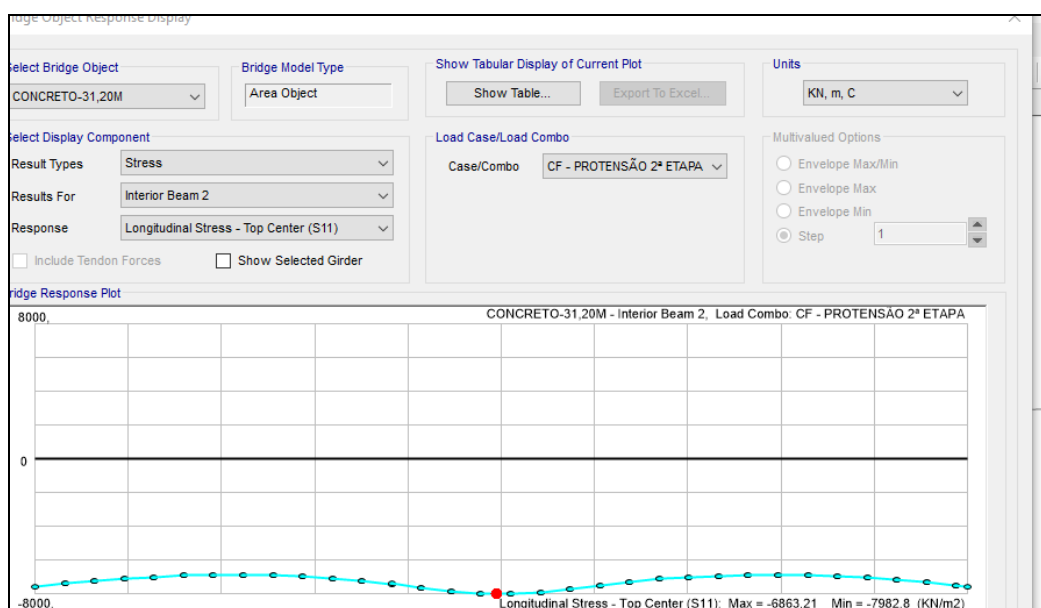 idge Object Response Display
Select Bridge Object
CONCRETO-31,20M
Bridge Model Type
Area Object
Show Tabular Display of Current Plot
Show Table...
Export To Excel...
Units
KN, m, C
Select Display Component
Result Types
Stress
Results For
Interior Beam 2
Response
Longitudinal Stress - Top Center (S11)
Include Tendon Forces
Show Selected Girder
Load Case/Load Combo
Case/Combo
CF - PROTENSÃO 2ª ETAPA
Multivalued Options
Envelope Max/Min
Envelope Max
Envelope Min
Step
1
Bridge Response Plot
8000,
CONCRETO-31,20M - Interior Beam 2, Load Combo: CF - PROTENSÃO 2ª ETAPA
0
-8000,
Longitudinal Stress - Top Center (S11): Max = -6863.21 Min = -7982.8 (KN/m2)